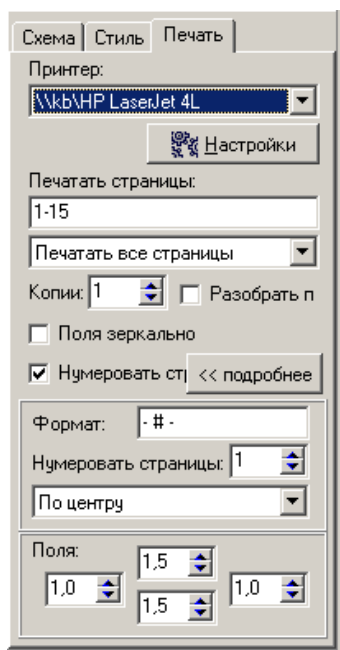 Схема Стиль Печать
Принтер:
\\kb\HP LaserJet 4L
Настройки
Печатать страницы:
1-15
Печатать все страницы
Копии: 1 Разобрать п
Поля зеркально
Нумеровать стр << подробнее
Формат: - # -
Нумеровать страницы: 1
По центру
Поля:
1,5
1,0 1,0
1,5